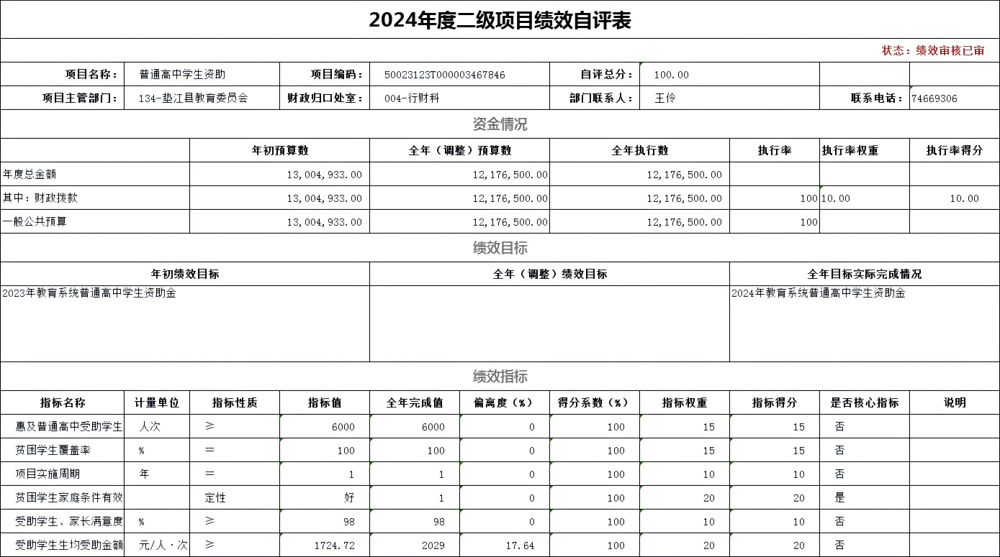 2024年度二级项目绩效自评表
状态：绩效审核已审
项目名称： 普通高中学生资助 项目编码： 50023123T000003467846 自评总分： 100.00
项目主管部门： 134-垫江县教育委员会 财政归口处室： 004-行财科 部门联系人： 王伶 联系电话： 74669306
资金情况
年初预算数 全年（调整）预算数 全年执行数 执行率 执行率权重 执行率得分
年度总金额 13,004,933.00 12,176,500.00 12,176,500.00
其中：财政拨款 13,004,933.00 12,176,500.00 12,176,500.00 100 10.00 10.00
一般公共预算 13,004,933.00 12,176,500.00 12,176,500.00 100
绩效目标
年初绩效目标 全年（调整）绩效目标 全年目标实际完成情况
2023年教育系统普通高中学生资助金 2024年教育系统普通高中学生资助金
绩效指标
指标名称 计量单位 指标性质 指标值 全年完成值 偏离度（%） 得分系数（%） 指标权重 指标得分 是否核心指标 说明
惠及普通高中受助学生 人次 ≥ 6000 6000 0 100 15 15 否
贫困学生覆盖率 % ＝ 100 100 0 100 15 15 否
项目实施周期 年 ＝ 1 1 0 100 10 10 否
贫困学生家庭条件有效 定性 好 1 0 100 20 20 是
受助学生、家长满意度 % ≥ 98 98 0 100 10 10 否
受助学生生均受助金额 元/人·次 ≥ 1724.72 2029 17.64 100 20 20 否